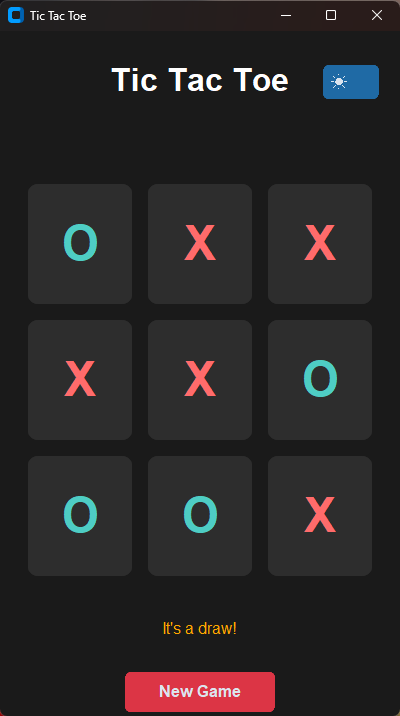 Tic Tac Toe
Tic Tac Toe
O X X
X X O
O O X
It's a draw!
New Game